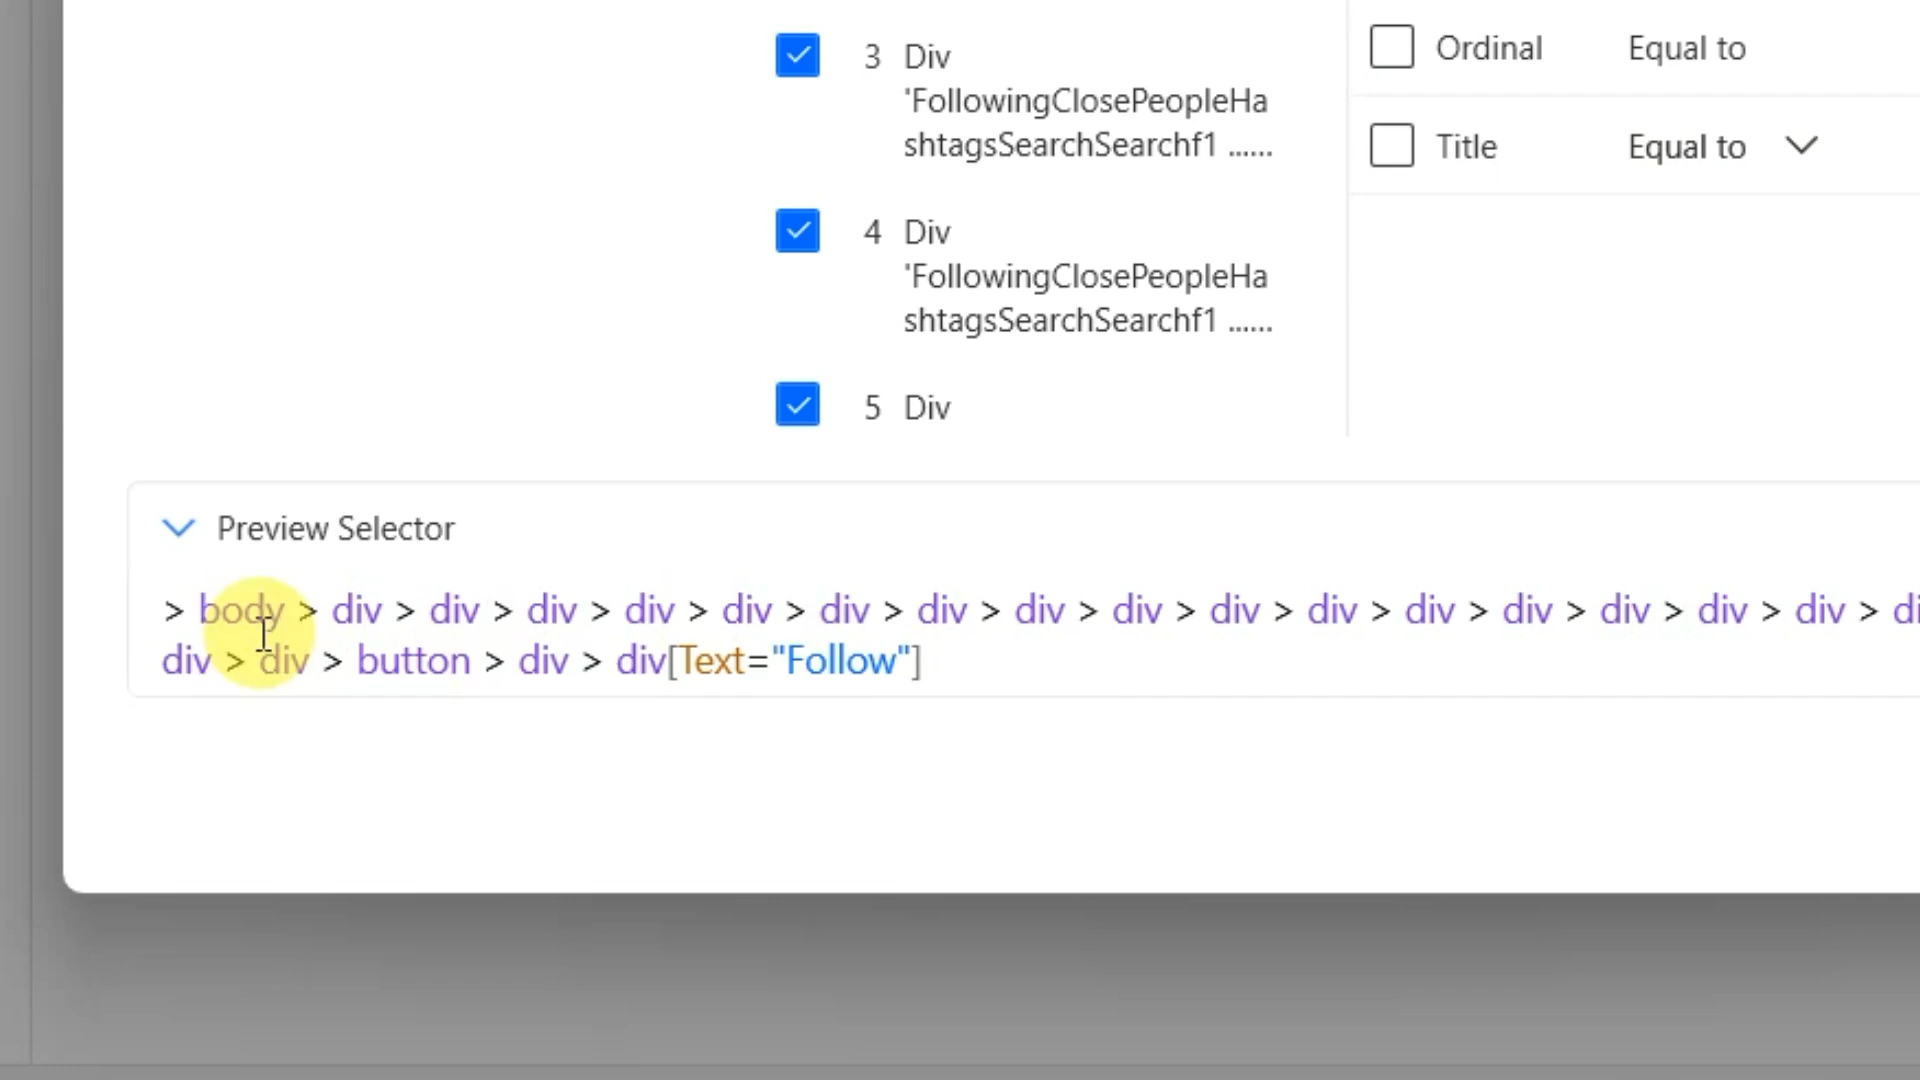 3 Div
'FollowingClosePeopleHa
shtagsSearchSearchf1 ......
4 Div
'FollowingClosePeopleHa
shtagsSearchSearchf1 ......
5 Div
Ordinal Equal to
Title Equal to
Preview Selector
> body > div > div > div > div > div > div > div > div > div > div > div > div > div > div > div > div >
div > div > button > div > div[Text="Follow"]